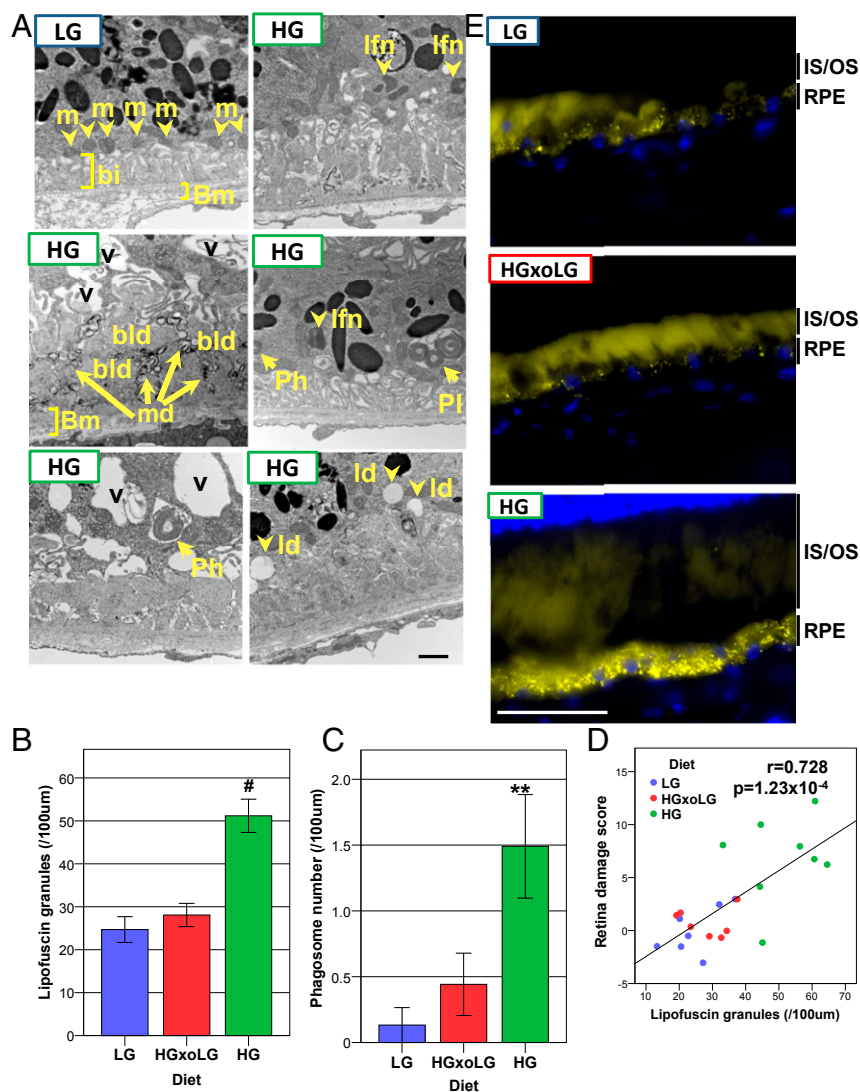 A
LG
m m m m m
bi
Bm
HG
lfn lfn
HG
v v
v
bld bld
bld
md
Bm
HG
lfn
Ph
Pl
HG
v v
Ph
HG
ld
ld
ld
E
LG
IS/OS
RPE
HGxoLG
IS/OS
RPE
HG
IS/OS
RPE
B
Lipofuscin granules (/100um)
60
50
40
30
20
10
0
#
LG HGxoLG HG
Diet
C
Phagosome number (/100um)
2.0
1.5
1.0
0.5
0
**
LG HGxoLG HG
Diet
D
Diet
LG
HGxoLG
HG
r=0.728
p=1.23x10⁻⁴
Retina damage score
15
10
5
0
-5
10 20 30 40 50 60 70
Lipofuscin granules (/100um)